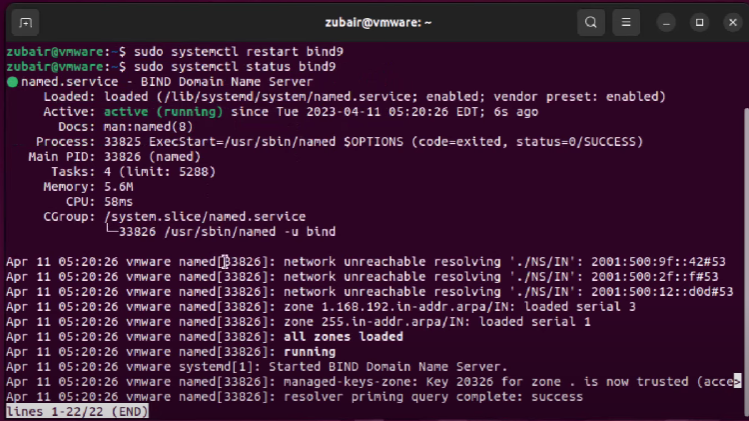 zubair@vmware: ~
zubair@vmware:~$ sudo systemctl restart bind9
zubair@vmware:~$ sudo systemctl status bind9
● named.service - BIND Domain Name Server
Loaded: loaded (/lib/systemd/system/named.service; enabled; vendor preset: enabled)
Active: active (running) since Tue 2023-04-11 05:20:26 EDT; 6s ago
Docs: man:named(8)
Process: 33825 ExecStart=/usr/sbin/named $OPTIONS (code=exited, status=0/SUCCESS)
Main PID: 33826 (named)
Tasks: 4 (limit: 5288)
Memory: 5.6M
CPU: 58ms
CGroup: /system.slice/named.service
└─33826 /usr/sbin/named -u bind
Apr 11 05:20:26 vmware named[33826]: network unreachable resolving './NS/IN': 2001:500:9f::42#53
Apr 11 05:20:26 vmware named[33826]: network unreachable resolving './NS/IN': 2001:500:2f::f#53
Apr 11 05:20:26 vmware named[33826]: network unreachable resolving './NS/IN': 2001:500:12::d0d#53
Apr 11 05:20:26 vmware named[33826]: zone 1.168.192.in-addr.arpa/IN: loaded serial 3
Apr 11 05:20:26 vmware named[33826]: zone 255.in-addr.arpa/IN: loaded serial 1
Apr 11 05:20:26 vmware named[33826]: all zones loaded
Apr 11 05:20:26 vmware named[33826]: running
Apr 11 05:20:26 vmware systemd[1]: Started BIND Domain Name Server.
Apr 11 05:20:26 vmware named[33826]: managed-keys-zone: Key 20326 for zone . is now trusted (acce>
Apr 11 05:20:26 vmware named[33826]: resolver priming query complete: success
lines 1-22/22 (END)